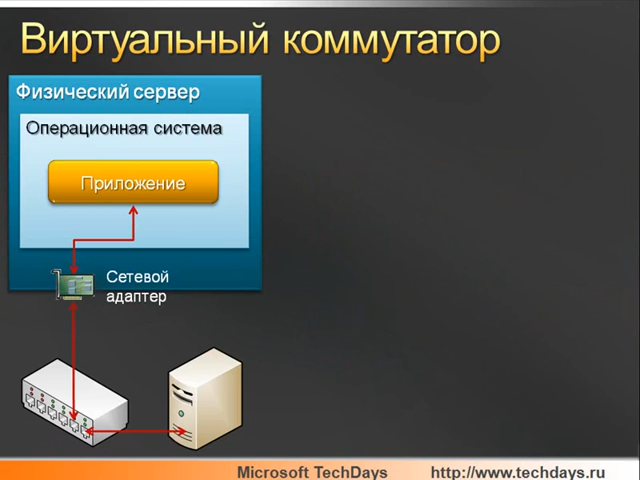 Виртуальный коммутатор
Физический сервер
Операционная система
Приложение
Сетевой
адаптер
Microsoft TechDays
http://www.techdays.ru